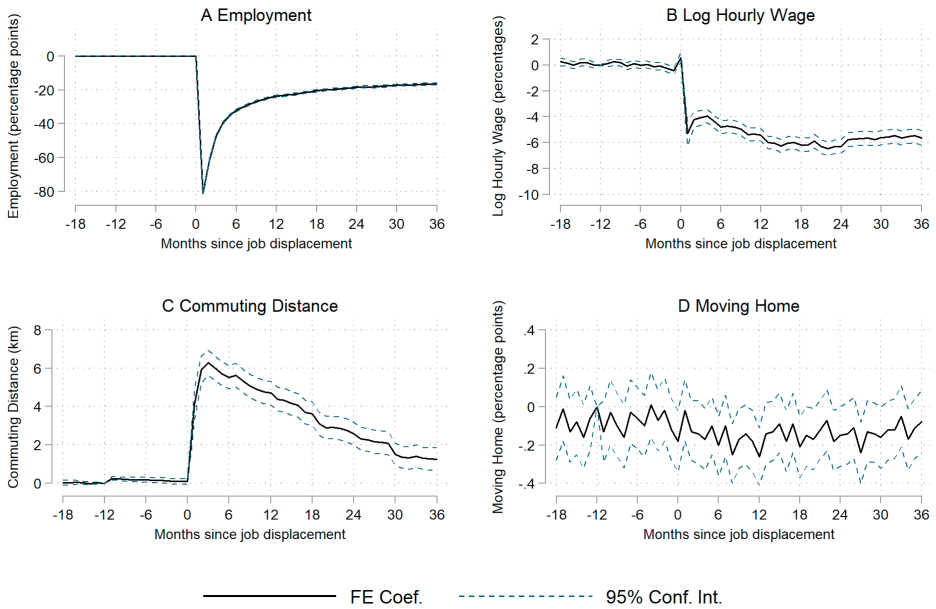 A Employment
Employment (percentage points)
0
-20
-40
-60
-80
-18 -12 -6 0 6 12 18 24 30 36
Months since job displacement
B Log Hourly Wage
Log Hourly Wage (percentages)
2
0
-2
-4
-6
-8
-10
-18 -12 -6 0 6 12 18 24 30 36
Months since job displacement
C Commuting Distance
Commuting Distance (km)
8
6
4
2
0
-18 -12 -6 0 6 12 18 24 30 36
Months since job displacement
D Moving Home
Moving Home (percentage points)
.4
.2
0
-.2
-.4
-18 -12 -6 0 6 12 18 24 30 36
Months since job displacement
FE Coef. 95% Conf. Int.